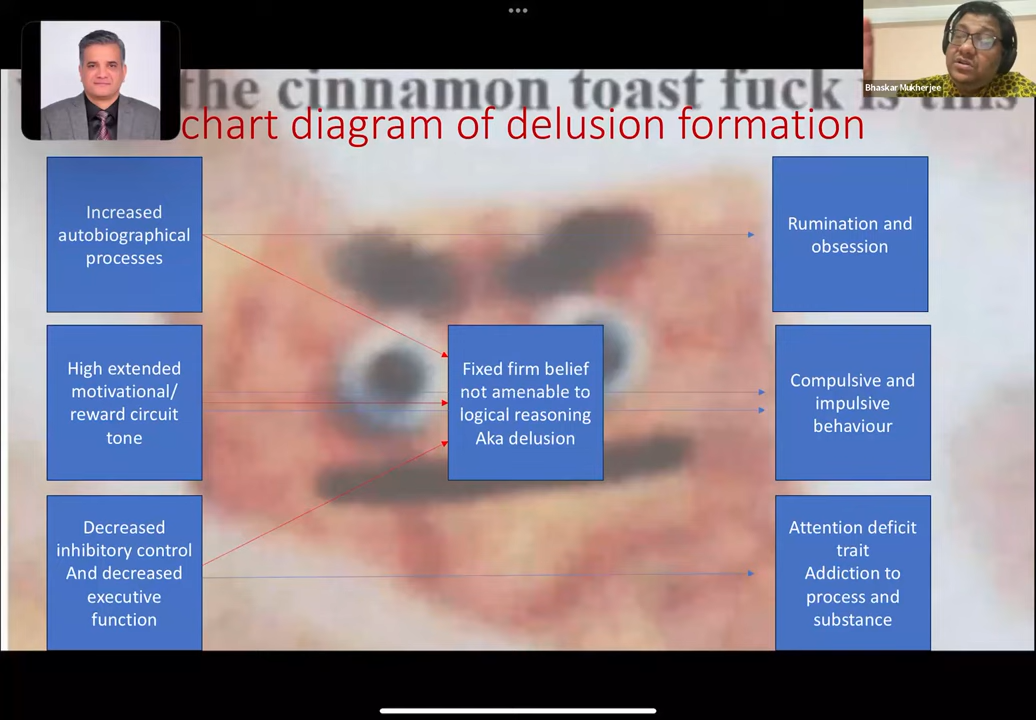 the cinnamon toast fuck is this
chart diagram of delusion formation
Bhaskar Mukherjee
Increased
autobiographical
processes
Rumination and
obsession
High extended
motivational/
reward circuit
tone
Fixed firm belief
not amenable to
logical reasoning
Aka delusion
Compulsive and
impulsive
behaviour
Decreased
inhibitory control
And decreased
executive
function
Attention deficit
trait
Addiction to
process and
substance